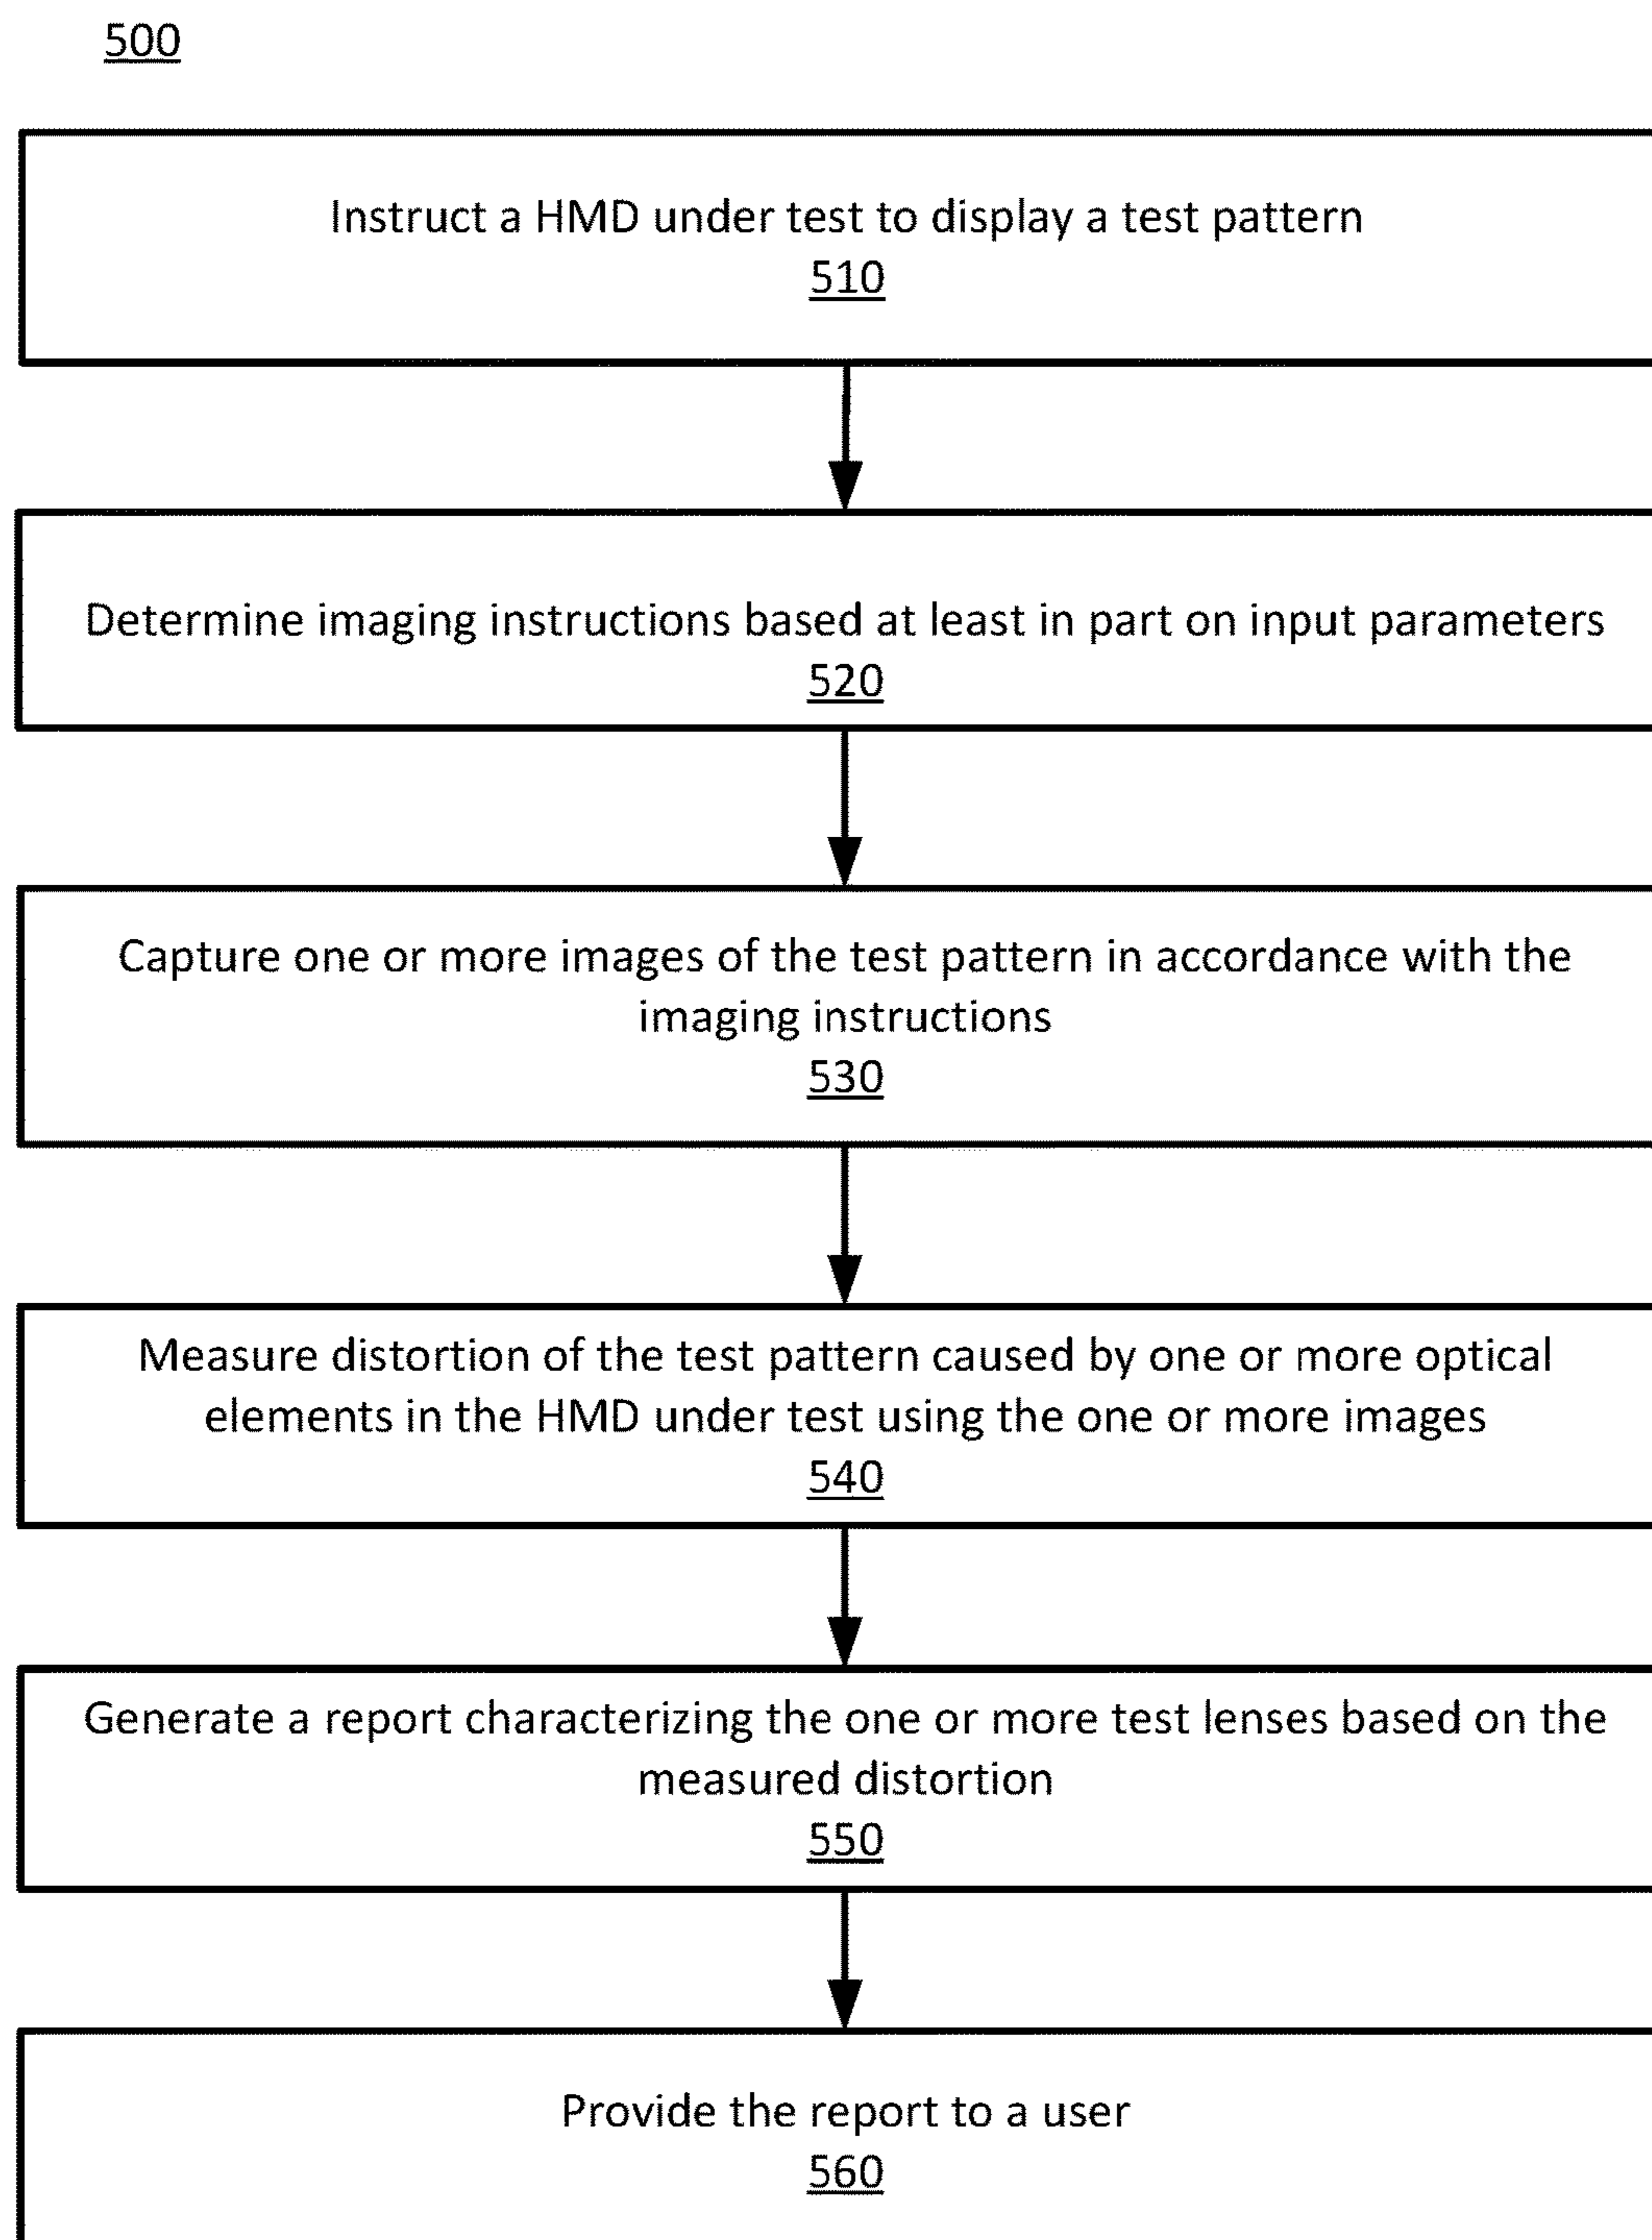 500
Instruct a HMD under test to display a test pattern
510
Determine imaging instructions based at least in part on input parameters
520
Capture one or more images of the test pattern in accordance with the
imaging instructions
530
Measure distortion of the test pattern caused by one or more optical
elements in the HMD under test using the one or more images
540
Generate a report characterizing the one or more test lenses based on the
measured distortion
550
Provide the report to a user
560